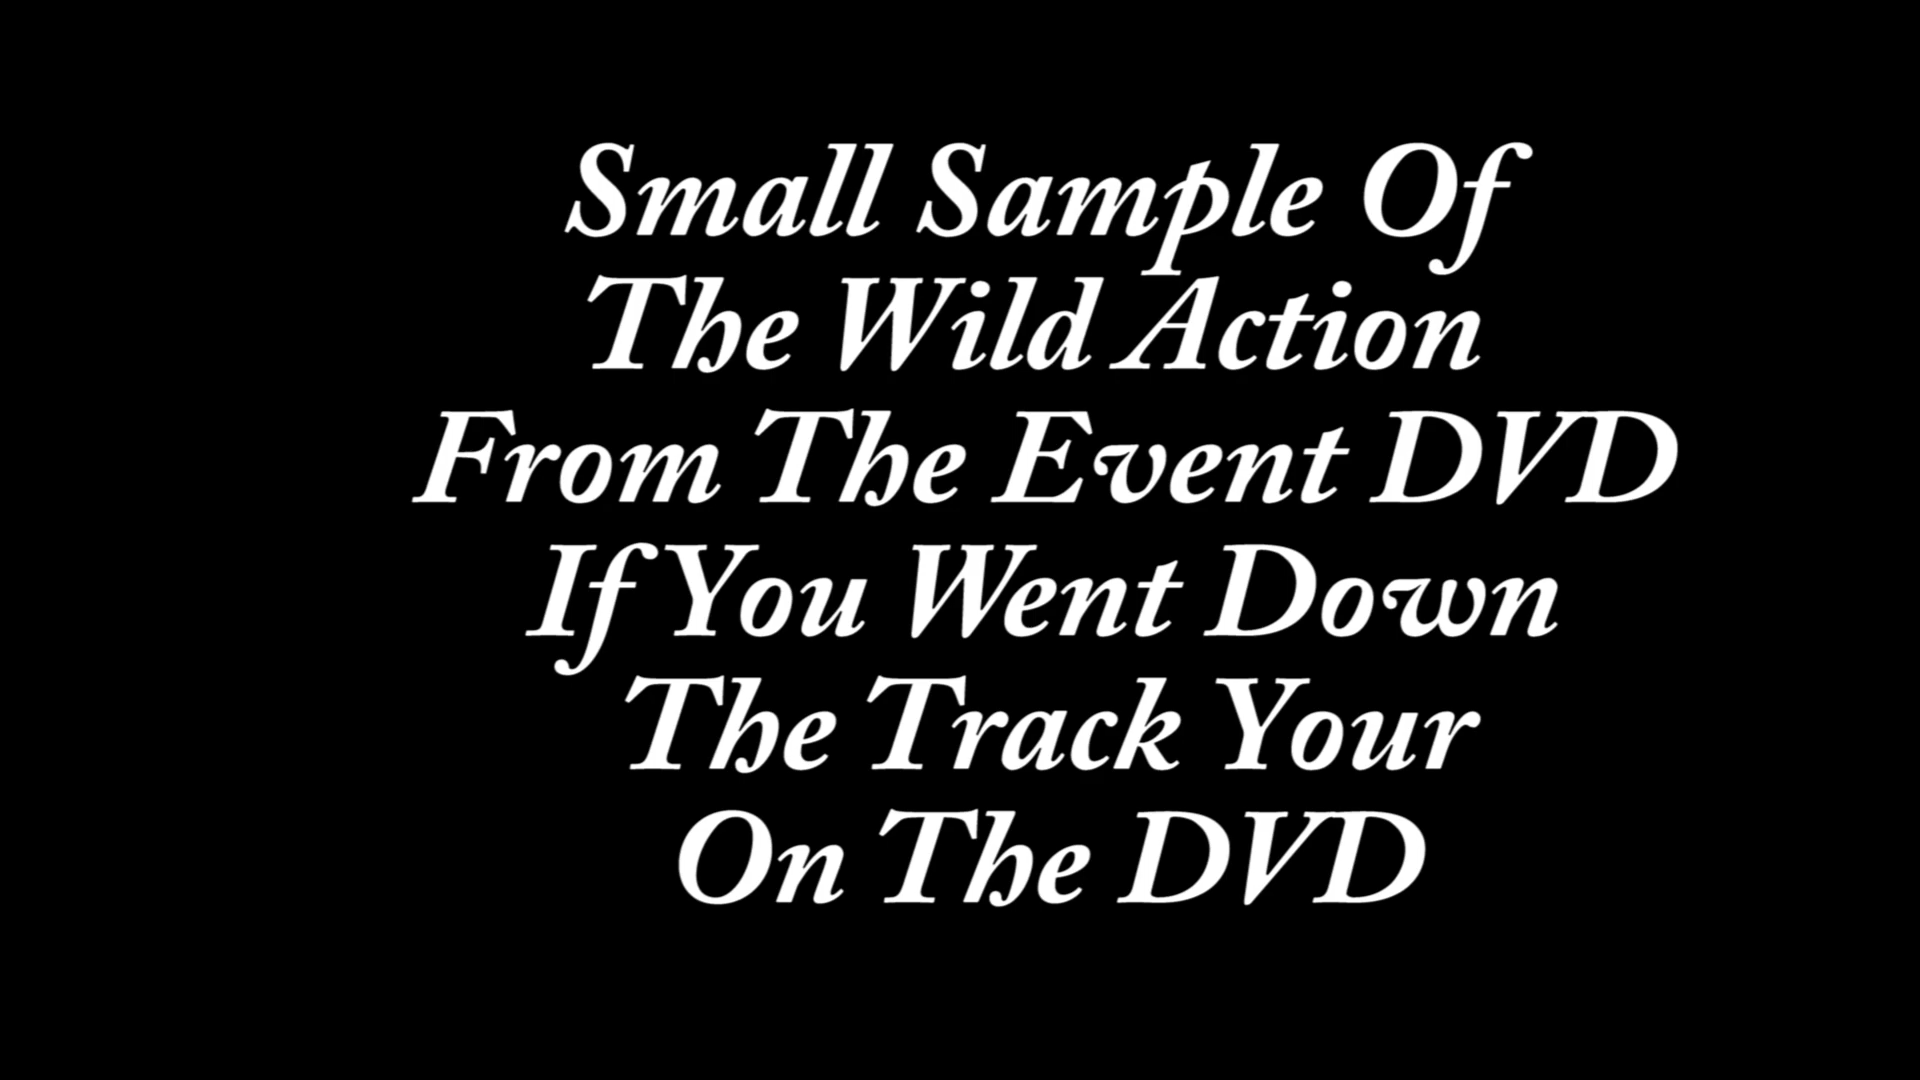 Small Sample Of
The Wild Action
From The Event DVD
If You Went Down
The Track Your
On The DVD